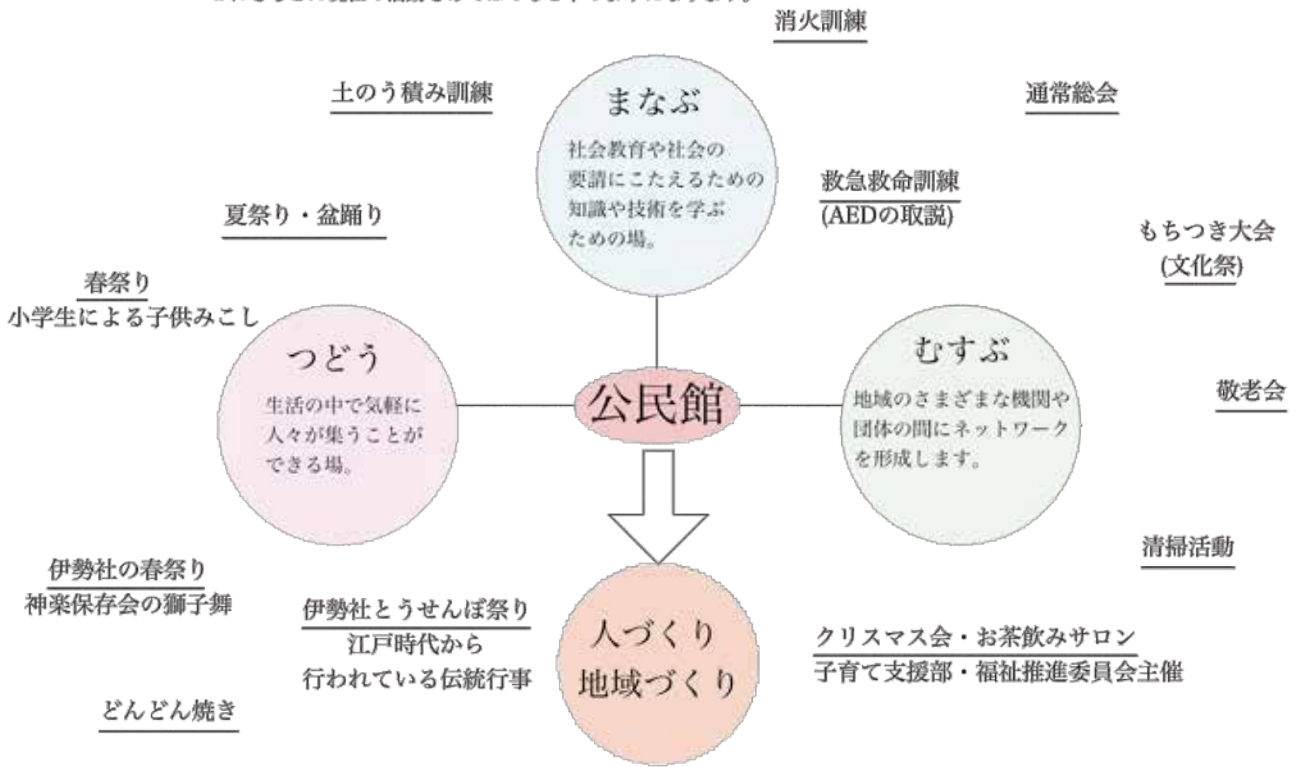 消火訓練
土のう積み訓練
通常総会
まなぶ
社会教育や社会の
要請にこたえるための
知識や技術を学ぶ
ための場。
救急救命訓練
(AEDの取説)
夏祭り・盆踊り
もちつき大会
(文化祭)
春祭り
小学生による子供みこし
つどう
生活の中で気軽に
人々が集うことが
できる場。
公民館
むすぶ
地域のさまざまな機関や
団体の間にネットワーク
を形成します。
敬老会
清掃活動
伊勢社の春祭り
神楽保存会の獅子舞
伊勢社とうせんぼ祭り
江戸時代から
行われている伝統行事
人づくり
地域づくり
クリスマス会・お茶飲みサロン
子育て支援部・福祉推進委員会主催
どんどん焼き